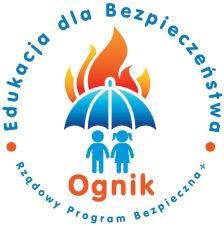 • Edukacja dla Bezpieczeństwa •
Ognik
Rządowy Program Bezpieczna+